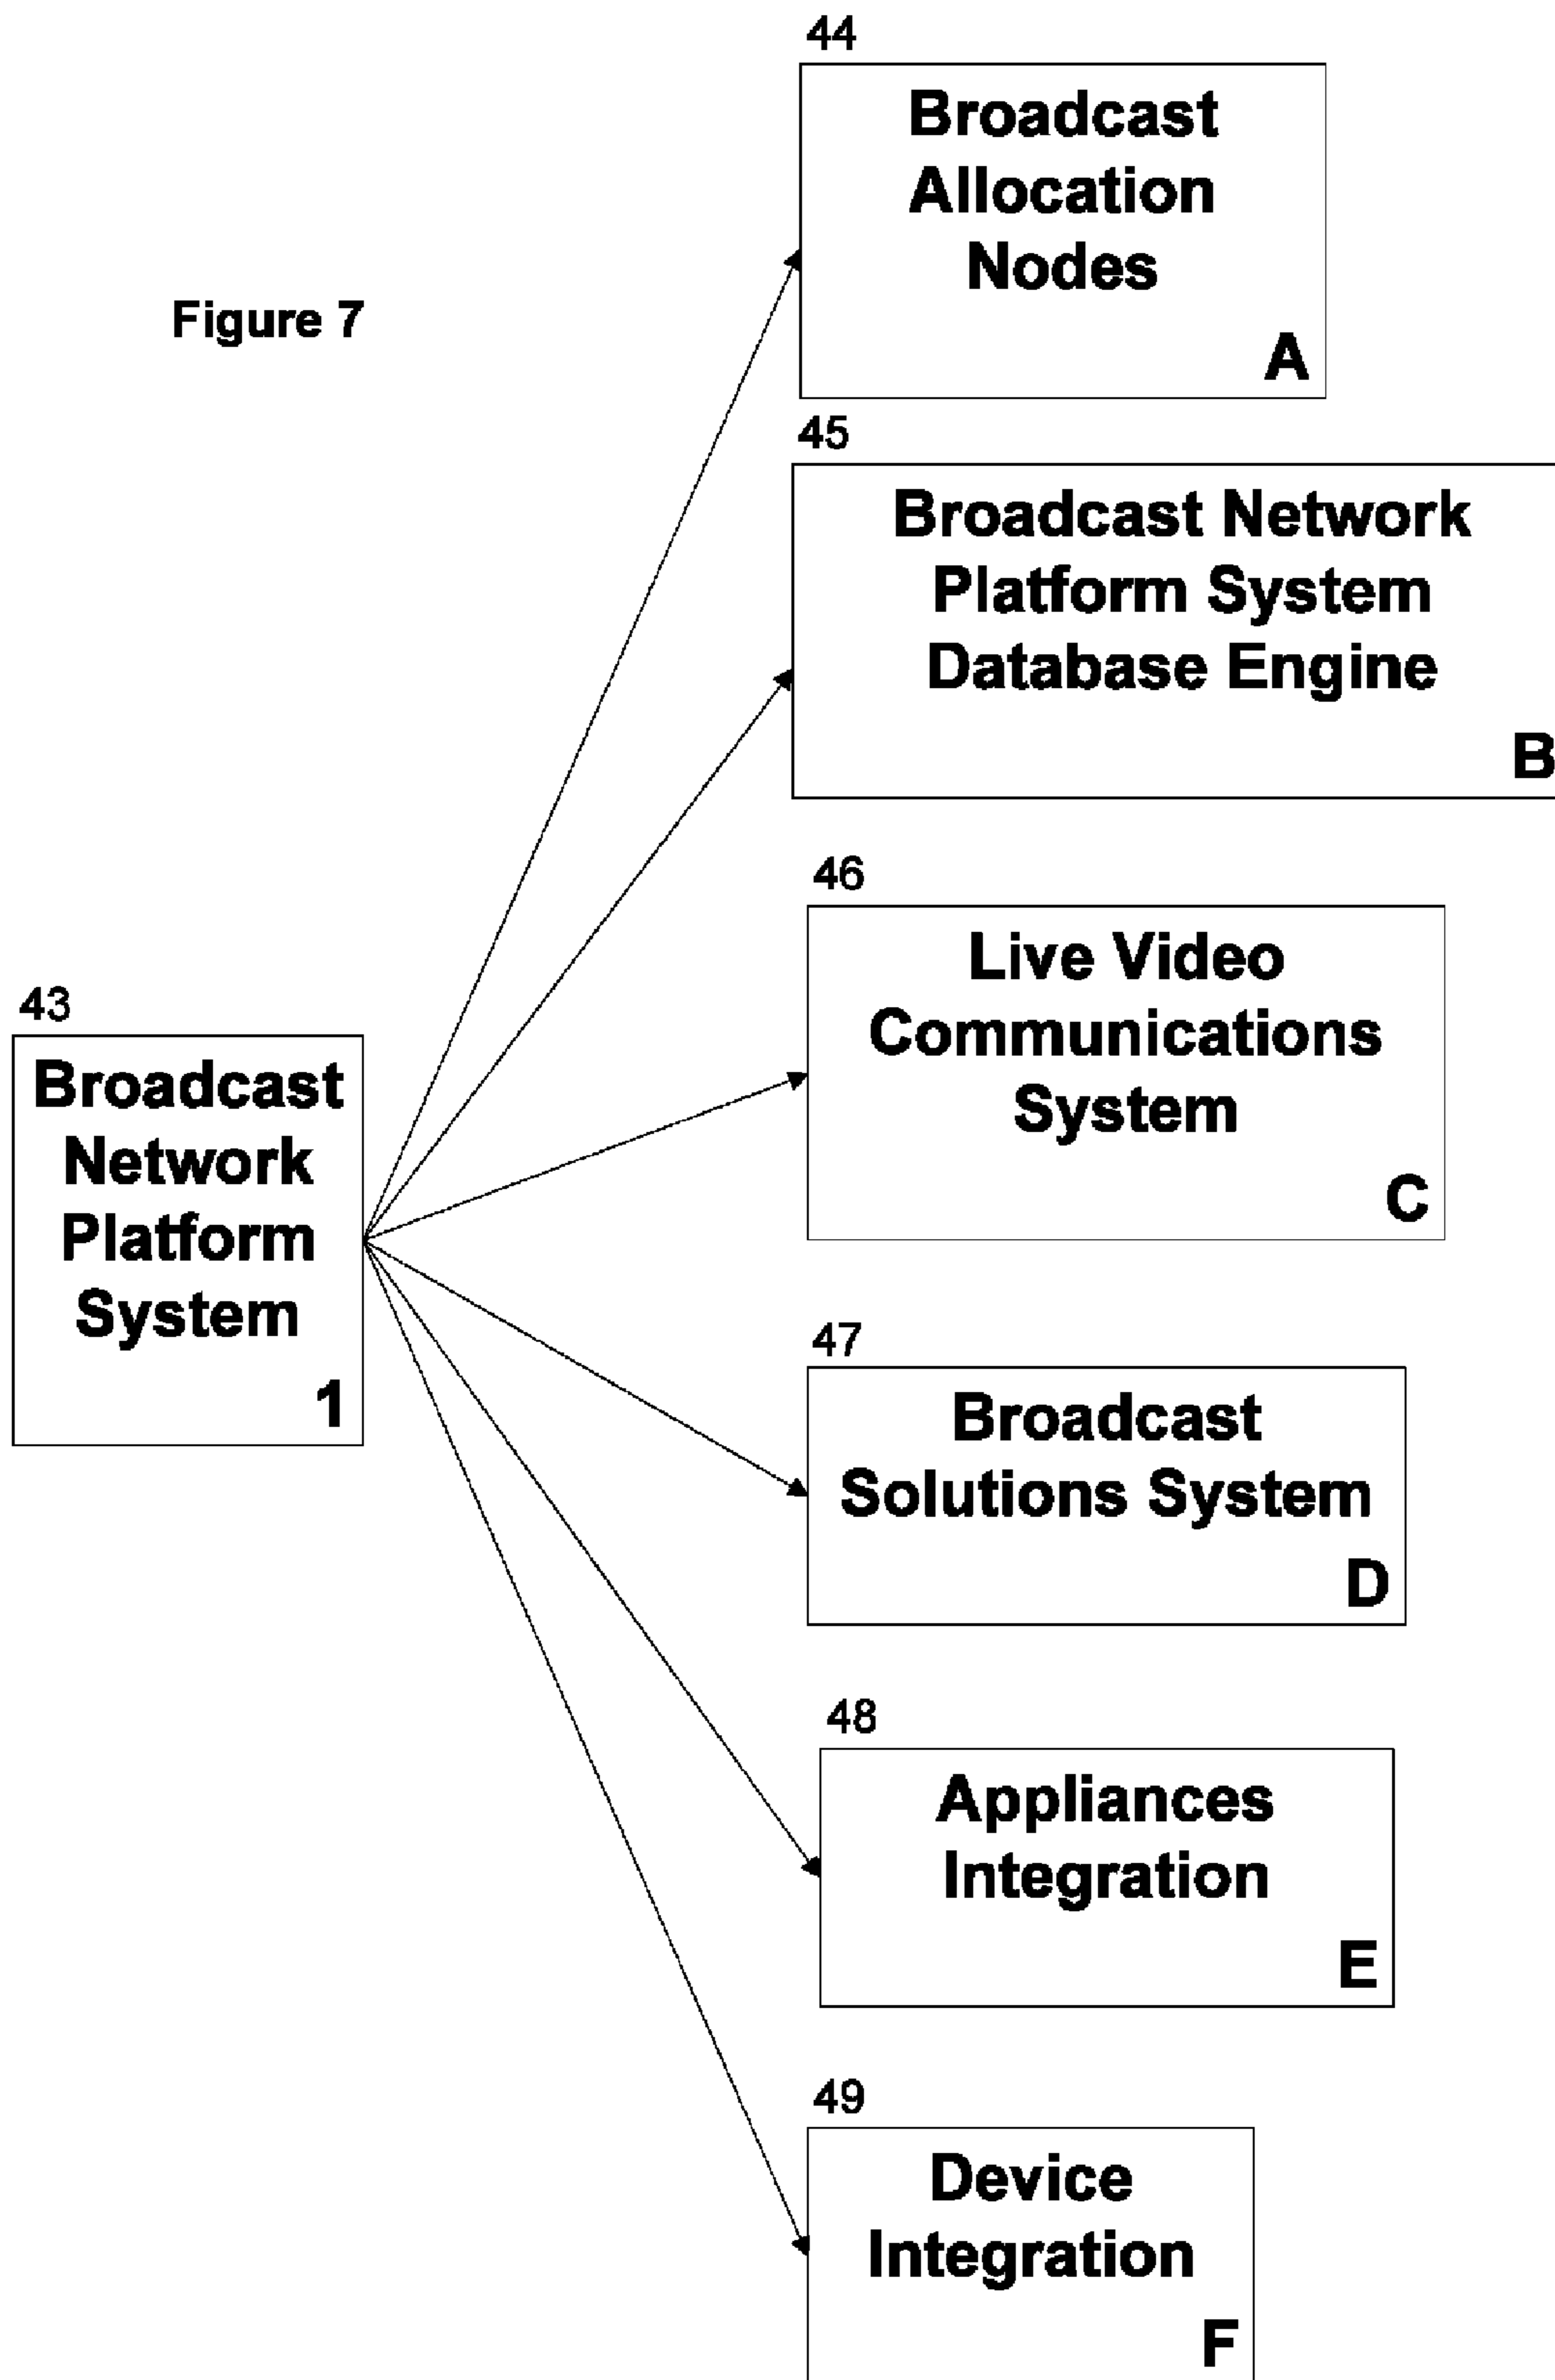 Figure 7
43
Broadcast
Network
Platform
System
1
44
Broadcast
Allocation
Nodes
A
45
Broadcast Network
Platform System
Database Engine
B
46
Live Video
Communications
System
C
47
Broadcast
Solutions System
D
48
Appliances
Integration
E
49
Device
Integration
F